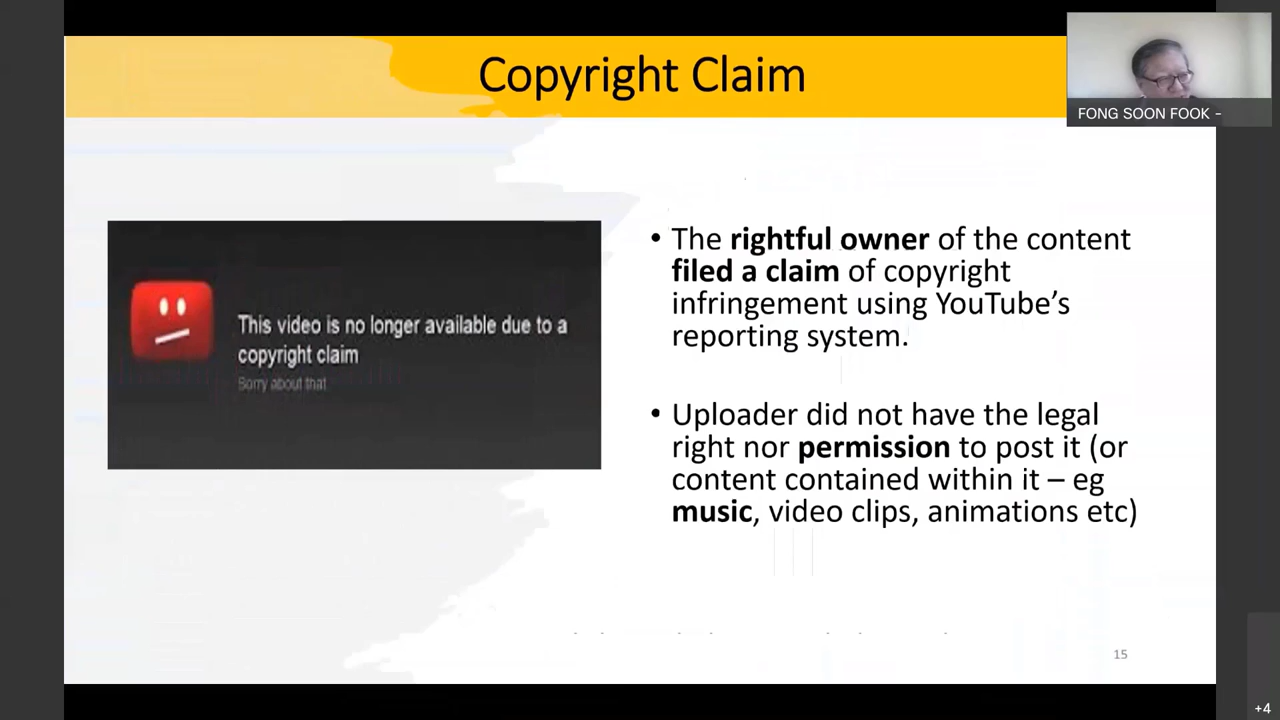 Copyright Claim
FONG SOON FOOK -
• The rightful owner of the content
filed a claim of copyright
infringement using YouTube’s
reporting system.
This video is no longer available due to a
copyright claim
Sorry about that
• Uploader did not have the legal
right nor permission to post it (or
content contained within it – eg
music, video clips, animations etc)
15
+4